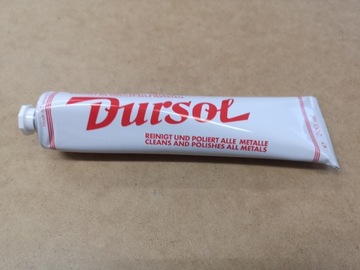 Dursol
REINIGT UND POLIERT ALLE METALLE
CLEANS AND POLISHES ALL METALS